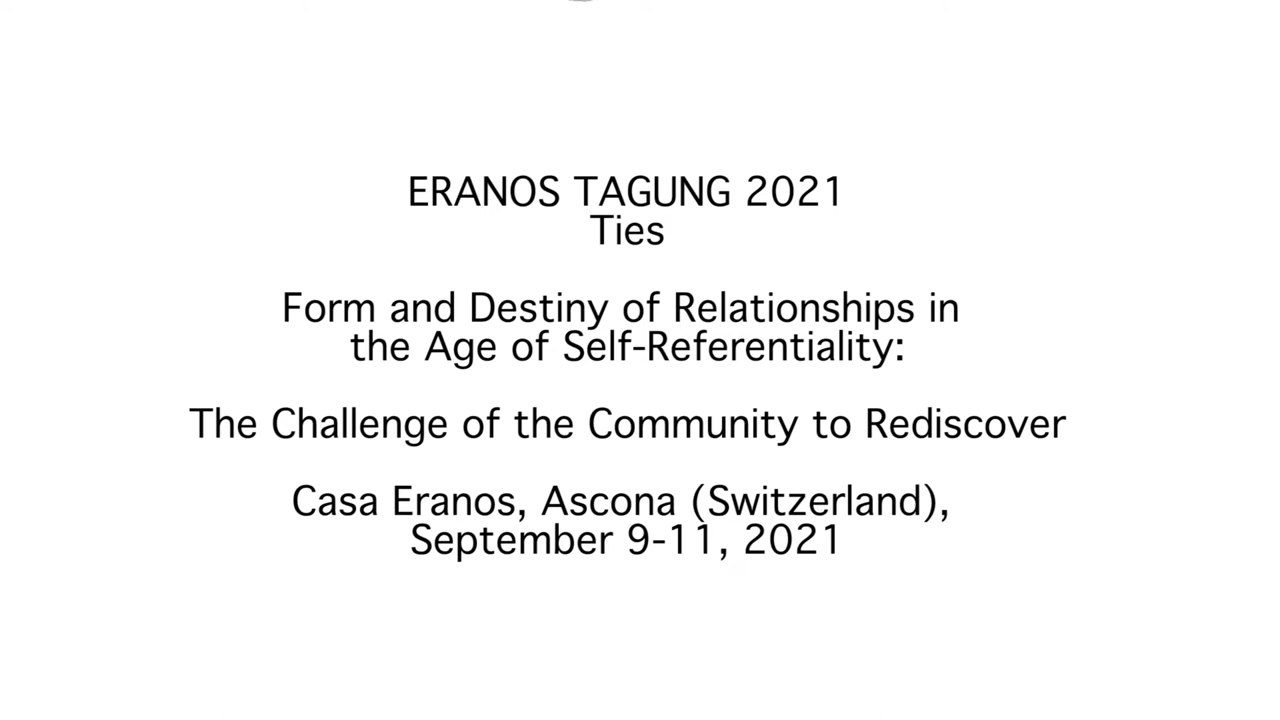 ERANOS TAGUNG 2021
Ties
Form and Destiny of Relationships in
the Age of Self-Referentiality:
The Challenge of the Community to Rediscover
Casa Eranos, Ascona (Switzerland),
September 9-11, 2021